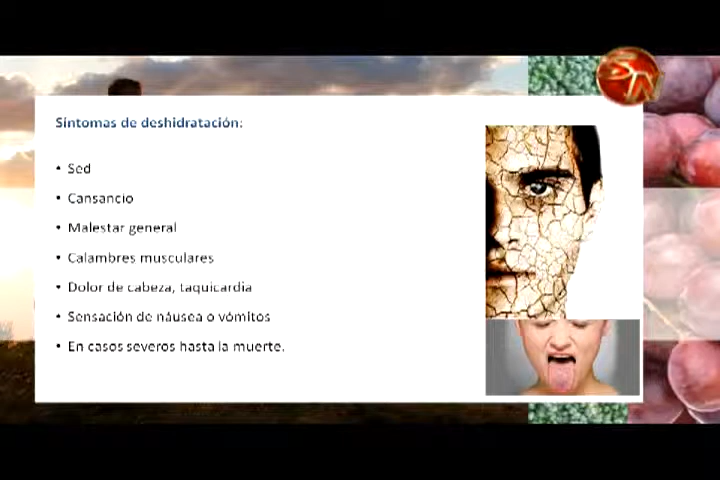 Síntomas de deshidratación:
• Sed
• Cansancio
• Malestar general
• Calambres musculares
• Dolor de cabeza, taquicardia
• Sensación de náusea o vómitos
• En casos severos hasta la muerte.